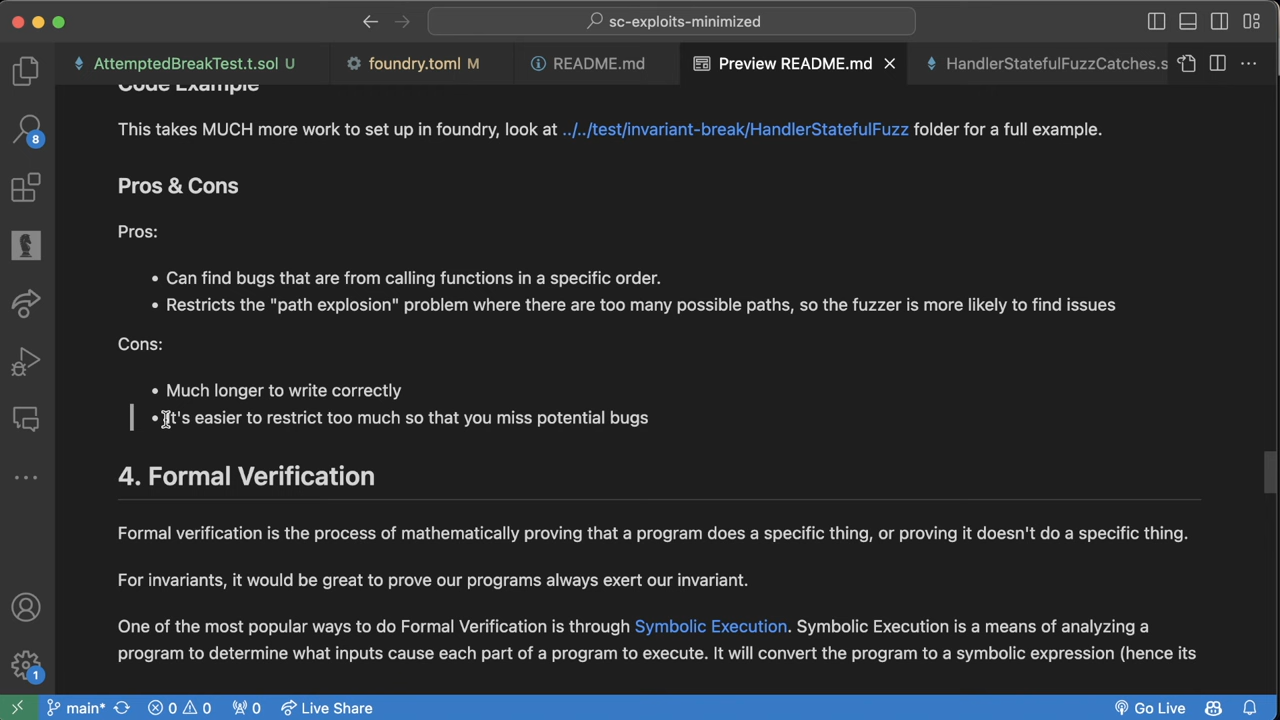 sc-exploits-minimized
AttemptedBreakTest.t.sol U
foundry.toml M
README.md
Preview README.md
HandlerStatefulFuzzCatches.s
8
Code Example
This takes MUCH more work to set up in foundry, look at ../../test/invariant-break/HandlerStatefulFuzz folder for a full example.
Pros & Cons
Pros:
• Can find bugs that are from calling functions in a specific order.
• Restricts the "path explosion" problem where there are too many possible paths, so the fuzzer is more likely to find issues
Cons:
• Much longer to write correctly
• It's easier to restrict too much so that you miss potential bugs
4. Formal Verification
Formal verification is the process of mathematically proving that a program does a specific thing, or proving it doesn't do a specific thing.
For invariants, it would be great to prove our programs always exert our invariant.
One of the most popular ways to do Formal Verification is through Symbolic Execution. Symbolic Execution is a means of analyzing a
program to determine what inputs cause each part of a program to execute. It will convert the program to a symbolic expression (hence its
1
main* 0 0 0 Live Share Go Live